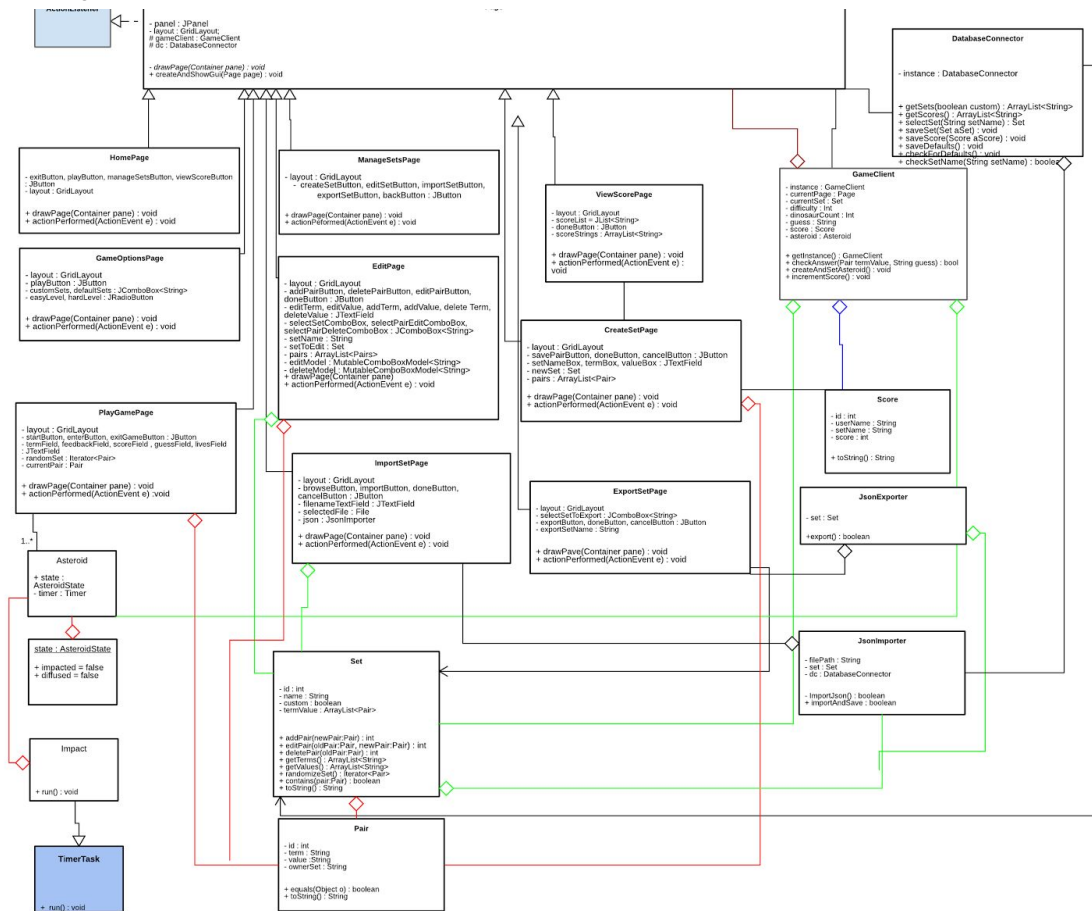 ActionListener
- panel : JPanel
- layout : GridLayout;
# gameClient : GameClient
# dc : DatabaseConnector
- drawPage(Container pane) : void
+ createAndShowGui(Page page) : void
DatabaseConnector
- instance : DatabaseConnector
+ getSets(boolean custom) : ArrayList<String>
+ getScores() : ArrayList<String>
+ selectSet(String setName) : Set
+ saveSet(Set aSet) : void
+ saveScore(Score aScore) : void
+ saveDefaults() : void
+ checkForDefaults() : void
+ checkSetName(String setName) : boolean
HomePage
- exitButton, playButton, manageSetsButton, viewScoreButton
: JButton
- layout : GridLayout
+ drawPage(Container pane) : void
+ actionPerformed(ActionEvent e) : void
ManageSetsPage
- layout : GridLayout
- createSetButton, editSetButton, importSetButton,
exportSetButton, backButton : JButton
+ drawPage(Container pane) : void
+ actionPerformed(ActionEvent e) : void
ViewScorePage
- layout : GridLayout
- scoreList = JList<String>
- doneButton : JButton
- scoreStrings : ArrayList<String>
+ drawPage(Container pane) : void
+ actionPerformed(ActionEvent e) :
void
GameClient
- instance : GameClient
- currentPage : Page
- currentSet : Set
- difficulty : Int
- dinosaurCount : Int
- guess : String
- score : Score
- asteroid : Asteroid
+ getInstance() : GameClient
+ checkAnswer(Pair termValue, String guess) : bool
+ createAndSetAsteroid() : void
+ incrementScore() : void
GameOptionsPage
- layout : GridLayout
- playButton : JButton
- customSets, defaultSets : JComboBox<String>
- easyLevel, hardLevel : JRadioButton
+ drawPage(Container pane) : void
+ actionPerformed(ActionEvent e) : void
EditPage
- layout : GridLayout
- addPairButton, deletePairButton, editPairButton,
doneButton : JButton
- editTerm, editValue, addTerm, addValue, delete Term,
deleteValue : JTextField
- selectSetComboBox, selectPairEditComboBox,
selectPairDeleteComboBox : JComboBox<String>
- setName : String
- setToEdit : Set
- pairs : ArrayList<Pairs>
- editModel : MutableComboBoxModel<String>
- deleteModel : MutableComboBoxModel<String>
+ drawPage(Container pane)
+ actionPerformed(ActionEvent e) : void
CreateSetPage
- layout : GridLayout
- savePairButton, doneButton, cancelButton : JButton
- setNameBox, termBox, valueBox : JTextField
- newSet : Set
- pairs : ArrayList<Pair>
+ drawPage(Container pane) : void
+ actionPerformed(ActionEvent e) : void
Score
- id : int
- userName : String
- setName : String
- score : int
+ toString() : String
PlayGamePage
- layout : GridLayout
- startButton, enterButton, exitGameButton : JButton
- termField, feedbackField, scoreField , guessField, livesField
: JTextField
- randomSet : Iterator<Pair>
- currentPair : Pair
+ drawPage(Container pane) : void
+ actionPerformed(ActionEvent e) :void
1..*
ImportSetPage
- layout : GridLayout
- browseButton, importButton, doneButton,
cancelButton : JButton
- filenameTextField : JTextField
- selectedFile : File
- json : JsonImporter
+ drawPage(Container pane) : void
+ actionPerformed(ActionEvent e) : void
ExportSetPage
- layout : GridLayout
- selectSetToExport : JComboBox<String>
- exportButton, doneButton, cancelButton : JButton
- exportSetName : String
+ drawPave(Container pane) : void
+ actionPerformed(ActionEvent e) : void
JsonExporter
- set : Set
+export() : boolean
Asteroid
+ state :
AsteroidState
- timer : Timer
state : AsteroidState
+ impacted = false
+ diffused = false
JsonImporter
- filePath : String
- set : Set
- dc : DatabaseConnector
- ImportJson() : boolean
+ importAndSave : boolean
Set
- id : int
- name : String
- custom : boolean
- termValue : ArrayList<Pair>
+ addPair(newPair:Pair) : int
+ editPair(oldPair:Pair, newPair:Pair) : int
+ deletePair(oldPair:Pair) : int
+ getTerms() : ArrayList<String>
+ getValues() : ArrayList<String>
+ randomizeSet() : Iterator<Pair>
+ contains(pair:Pair) : boolean
+ toString() : String
Impact
+ run() : void
Pair
- id : int
- term : String
- value :String
- ownerSet : String
+ equals(Object o) : boolean
+ toString() : String
TimerTask
+ run() : void